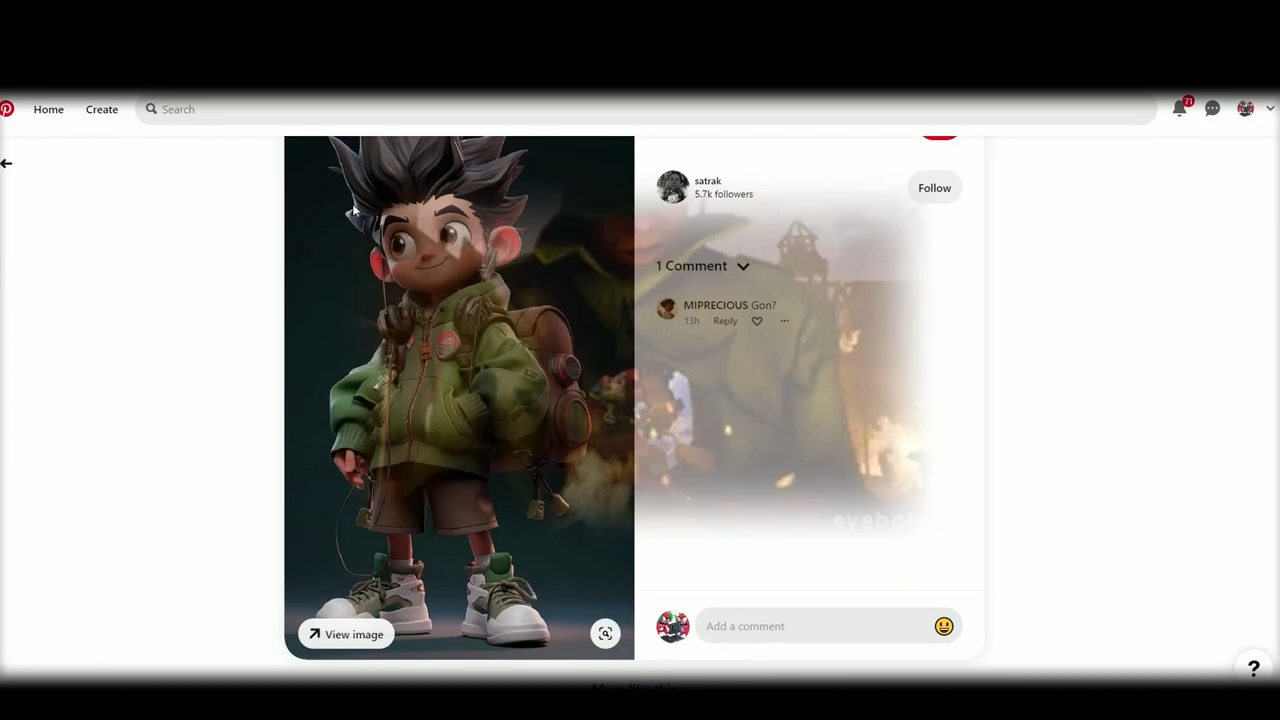 Home
Create
Search
71
satrak
5.7k followers
Follow
1 Comment
MIPRECIOUS Gon?
13h
Reply
View image
Add a comment
?